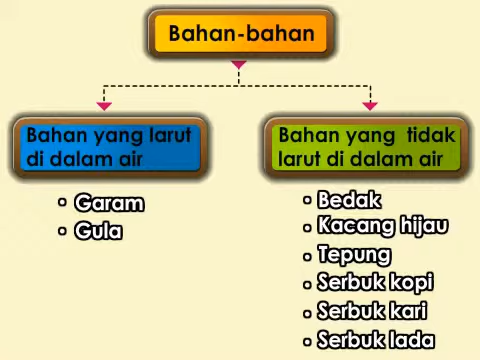 Bahan-bahan
Bahan yang larut
di dalam air
• Garam
• Gula
Bahan yang tidak
larut di dalam air
• Bedak
• Kacang hijau
• Tepung
• Serbuk kopi
• Serbuk kari
• Serbuk lada